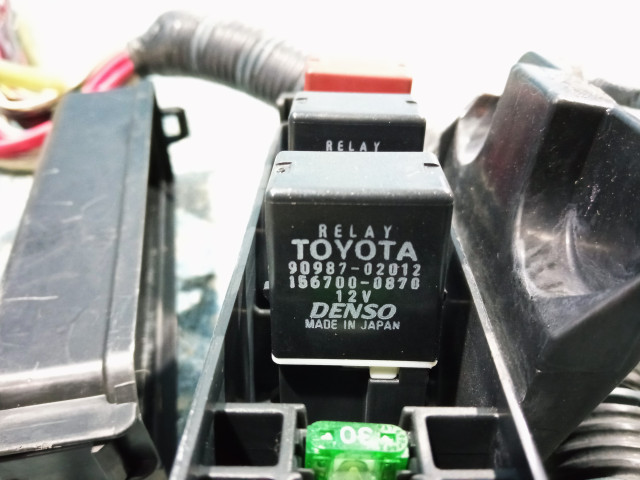 RELAY
RELAY
TOYOTA
90987-02012
156700-0870
12V
DENSO
MADE IN JAPAN
30